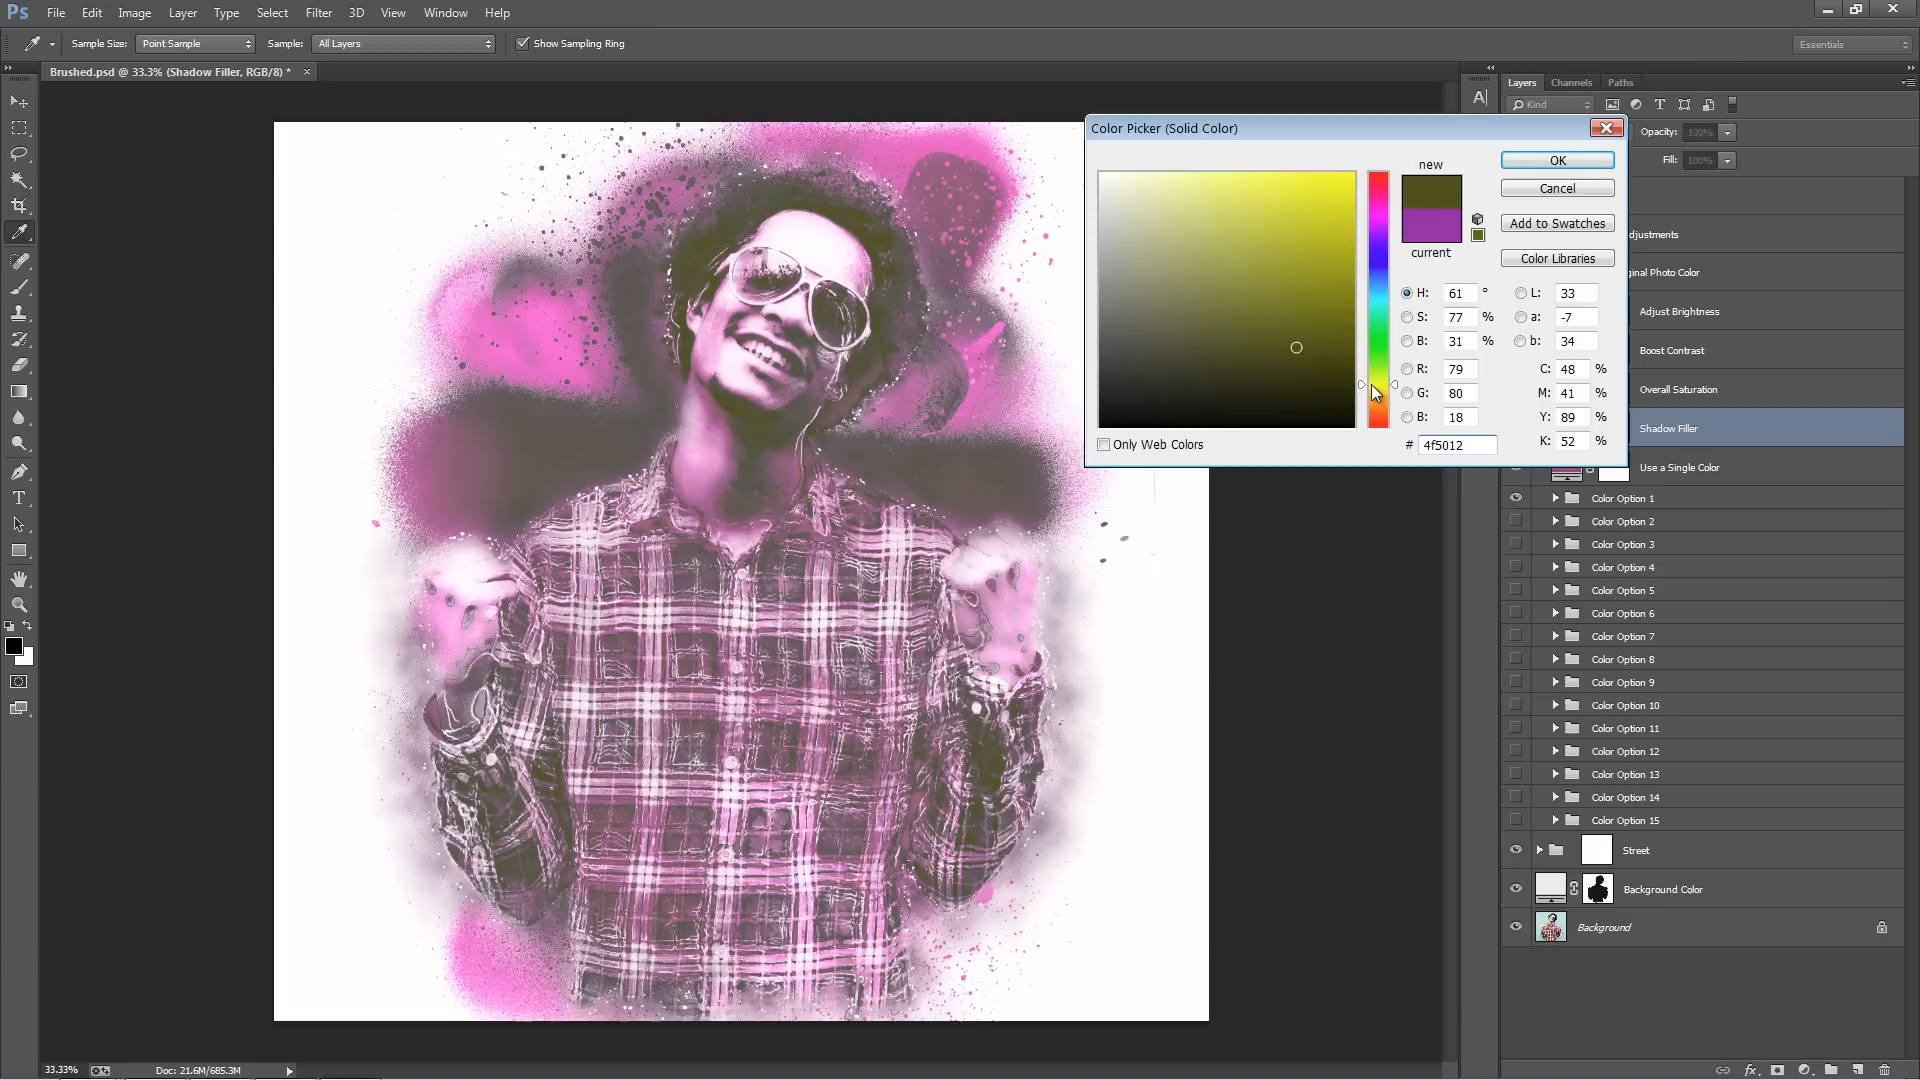 Ps File Edit Image Layer Type Select Filter 3D View Window Help
Sample Size: Point Sample Sample: All Layers Show Sampling Ring Essentials
Brushed.psd @ 33.3% (Shadow Filler, RGB/8) * ×
Layers Channels Paths
Kind
Opacity: 100%
Fill: 100%
Color Picker (Solid Color)
new
current
OK
Cancel
Add to Swatches
Color Libraries
H: 61 ° L: 33
S: 77 % a: -7
B: 31 % b: 34
R: 79 C: 48 %
G: 80 M: 41 %
B: 18 Y: 89 %
# 4f5012 K: 52 %
Only Web Colors
djustments
ginal Photo Color
Adjust Brightness
Boost Contrast
Overall Saturation
Shadow Filler
Use a Single Color
Color Option 1
Color Option 2
Color Option 3
Color Option 4
Color Option 5
Color Option 6
Color Option 7
Color Option 8
Color Option 9
Color Option 10
Color Option 11
Color Option 12
Color Option 13
Color Option 14
Color Option 15
Street
Background Color
Background
33.33% Doc: 21.6M/685.3M
fx